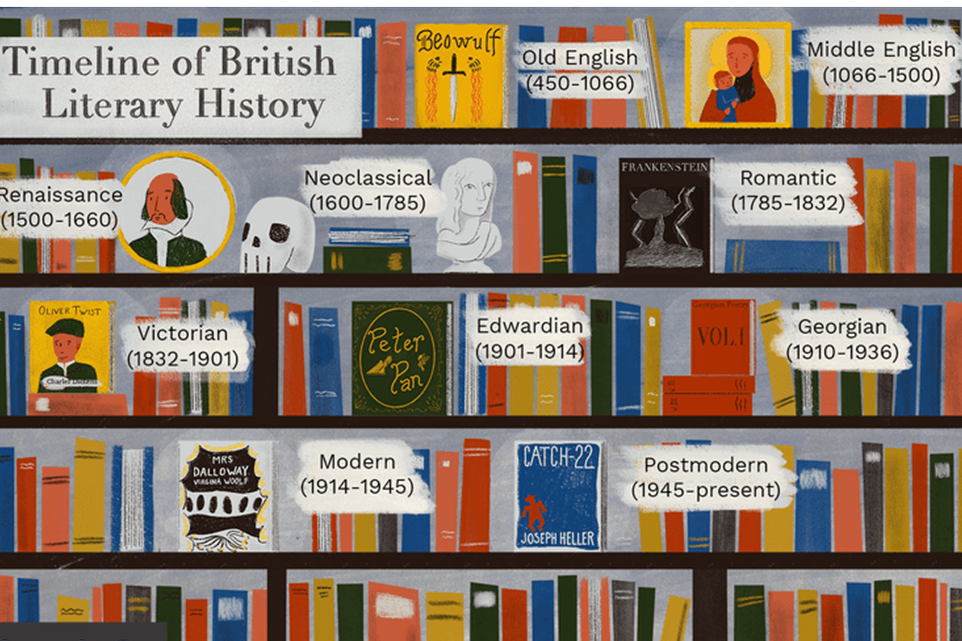 Timeline of British
Literary History
Beowulf
Old English
(450-1066)
Middle English
(1066-1500)
Renaissance
(1500-1660)
Neoclassical
(1600-1785)
FRANKENSTEIN
Romantic
(1785-1832)
OLIVER TWIST
Charles Dickens
Victorian
(1832-1901)
Peter
Pan
Edwardian
(1901-1914)
Georgian Poetry
VOL.I
Georgian
(1910-1936)
MRS
DALLOWAY
VIRGINIA WOOLF
Modern
(1914-1945)
CATCH-22
JOSEPH HELLER
Postmodern
(1945-present)